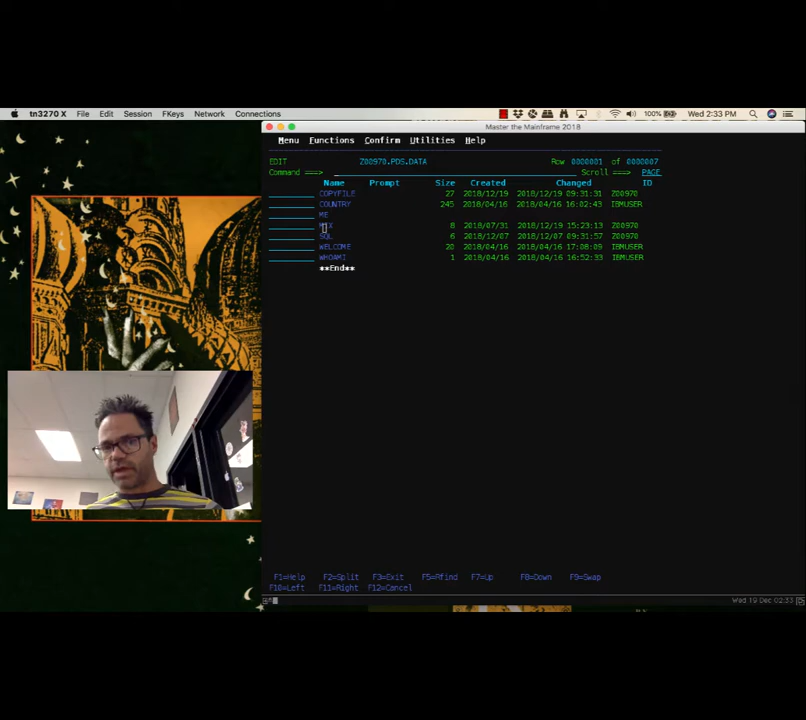 tn3270 X File Edit Session FKeys Network Connections 100% Wed 2:33 PM
Master the Mainframe 2018
Menu Functions Confirm Utilities Help
EDIT Z00970.PDS.DATA Row 0000001 of 0000007
Command ===> Scroll ===> PAGE
Name Prompt Size Created Changed ID
COPYFILE 27 2018/12/19 2018/12/19 09:31:31 Z00970
COUNTRY 245 2018/04/16 2018/04/16 16:02:43 IBMUSER
ME
8 2018/07/31 2018/12/19 15:23:13 Z00970
SQL 6 2018/12/07 2018/12/07 09:31:57 Z00970
WELCOME 20 2018/04/16 2018/04/16 17:08:09 IBMUSER
WHOAMI 1 2018/04/16 2018/04/16 16:52:33 IBMUSER
**End**
F1=Help F2=Split F3=Exit F5=Rfind F7=Up F8=Down F9=Swap
F10=Left F11=Right F12=Cancel
Wed 19 Dec 02:33